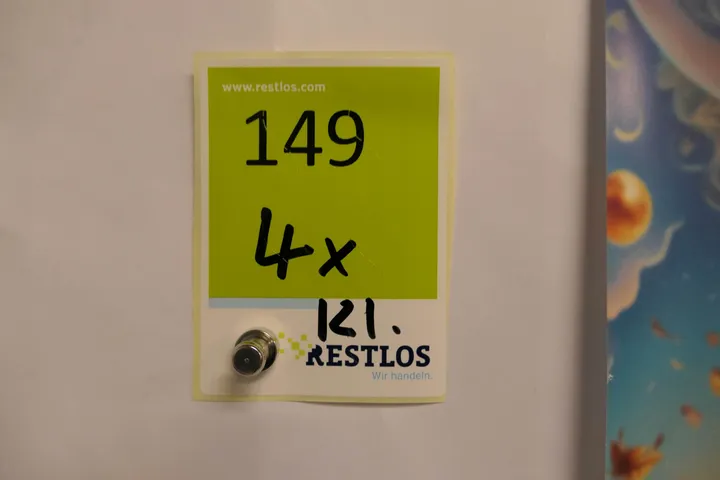 www.restlos.com
149
4x
kl.
RESTLOS
Wir handeln.